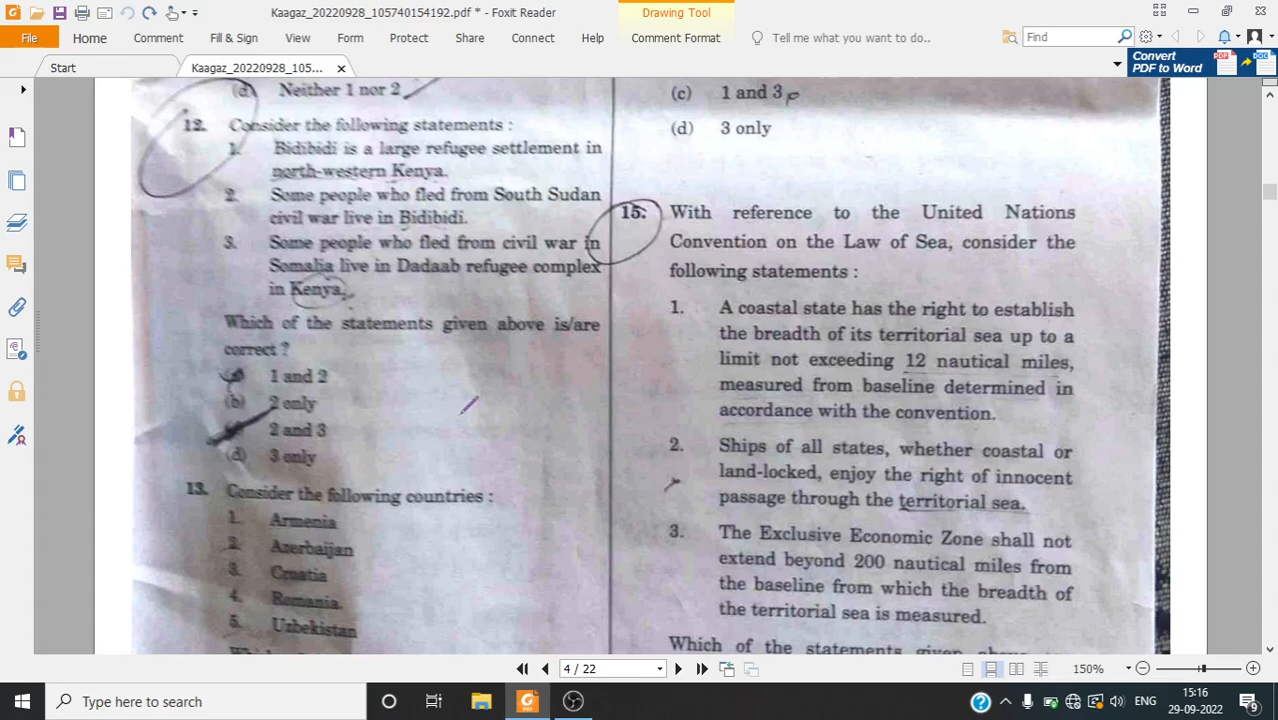 Kaagaz_20220928_105740154192.pdf * - Foxit Reader
Drawing Tool
File
Home
Comment
Fill & Sign
View
Form
Protect
Share
Connect
Help
Comment Format
Tell me what you want to do..
Find
Start
Kaagaz_20220928_105...
Convert
PDF to Word
(d) Neither 1 nor 2
12. Consider the following statements :
1. Bidibidi is a large refugee settlement in
north-western Kenya.
2. Some people who fled from South Sudan
civil war live in Bidibidi.
3. Some people who fled from civil war in
Somalia live in Dadaab refugee complex
in Kenya.
Which of the statements given above is/are
correct ?
1 and 2
(b) 2 only
2 and 3
(d) 3 only
13. Consider the following countries :
1. Armenia
2. Azerbaijan
3. Croatia
4. Romania
5. Uzbekistan
(c) 1 and 3
(d) 3 only
15. With reference to the United Nations
Convention on the Law of Sea, consider the
following statements :
1. A coastal state has the right to establish
the breadth of its territorial sea up to a
limit not exceeding 12 nautical miles,
measured from baseline determined in
accordance with the convention.
2. Ships of all states, whether coastal or
land-locked, enjoy the right of innocent
passage through the territorial sea.
3. The Exclusive Economic Zone shall not
extend beyond 200 nautical miles from
the baseline from which the breadth of
the territorial sea is measured.
Which of the statements given above
4 / 22
150%
Type here to search
ENG
15:16
29-09-2022
9